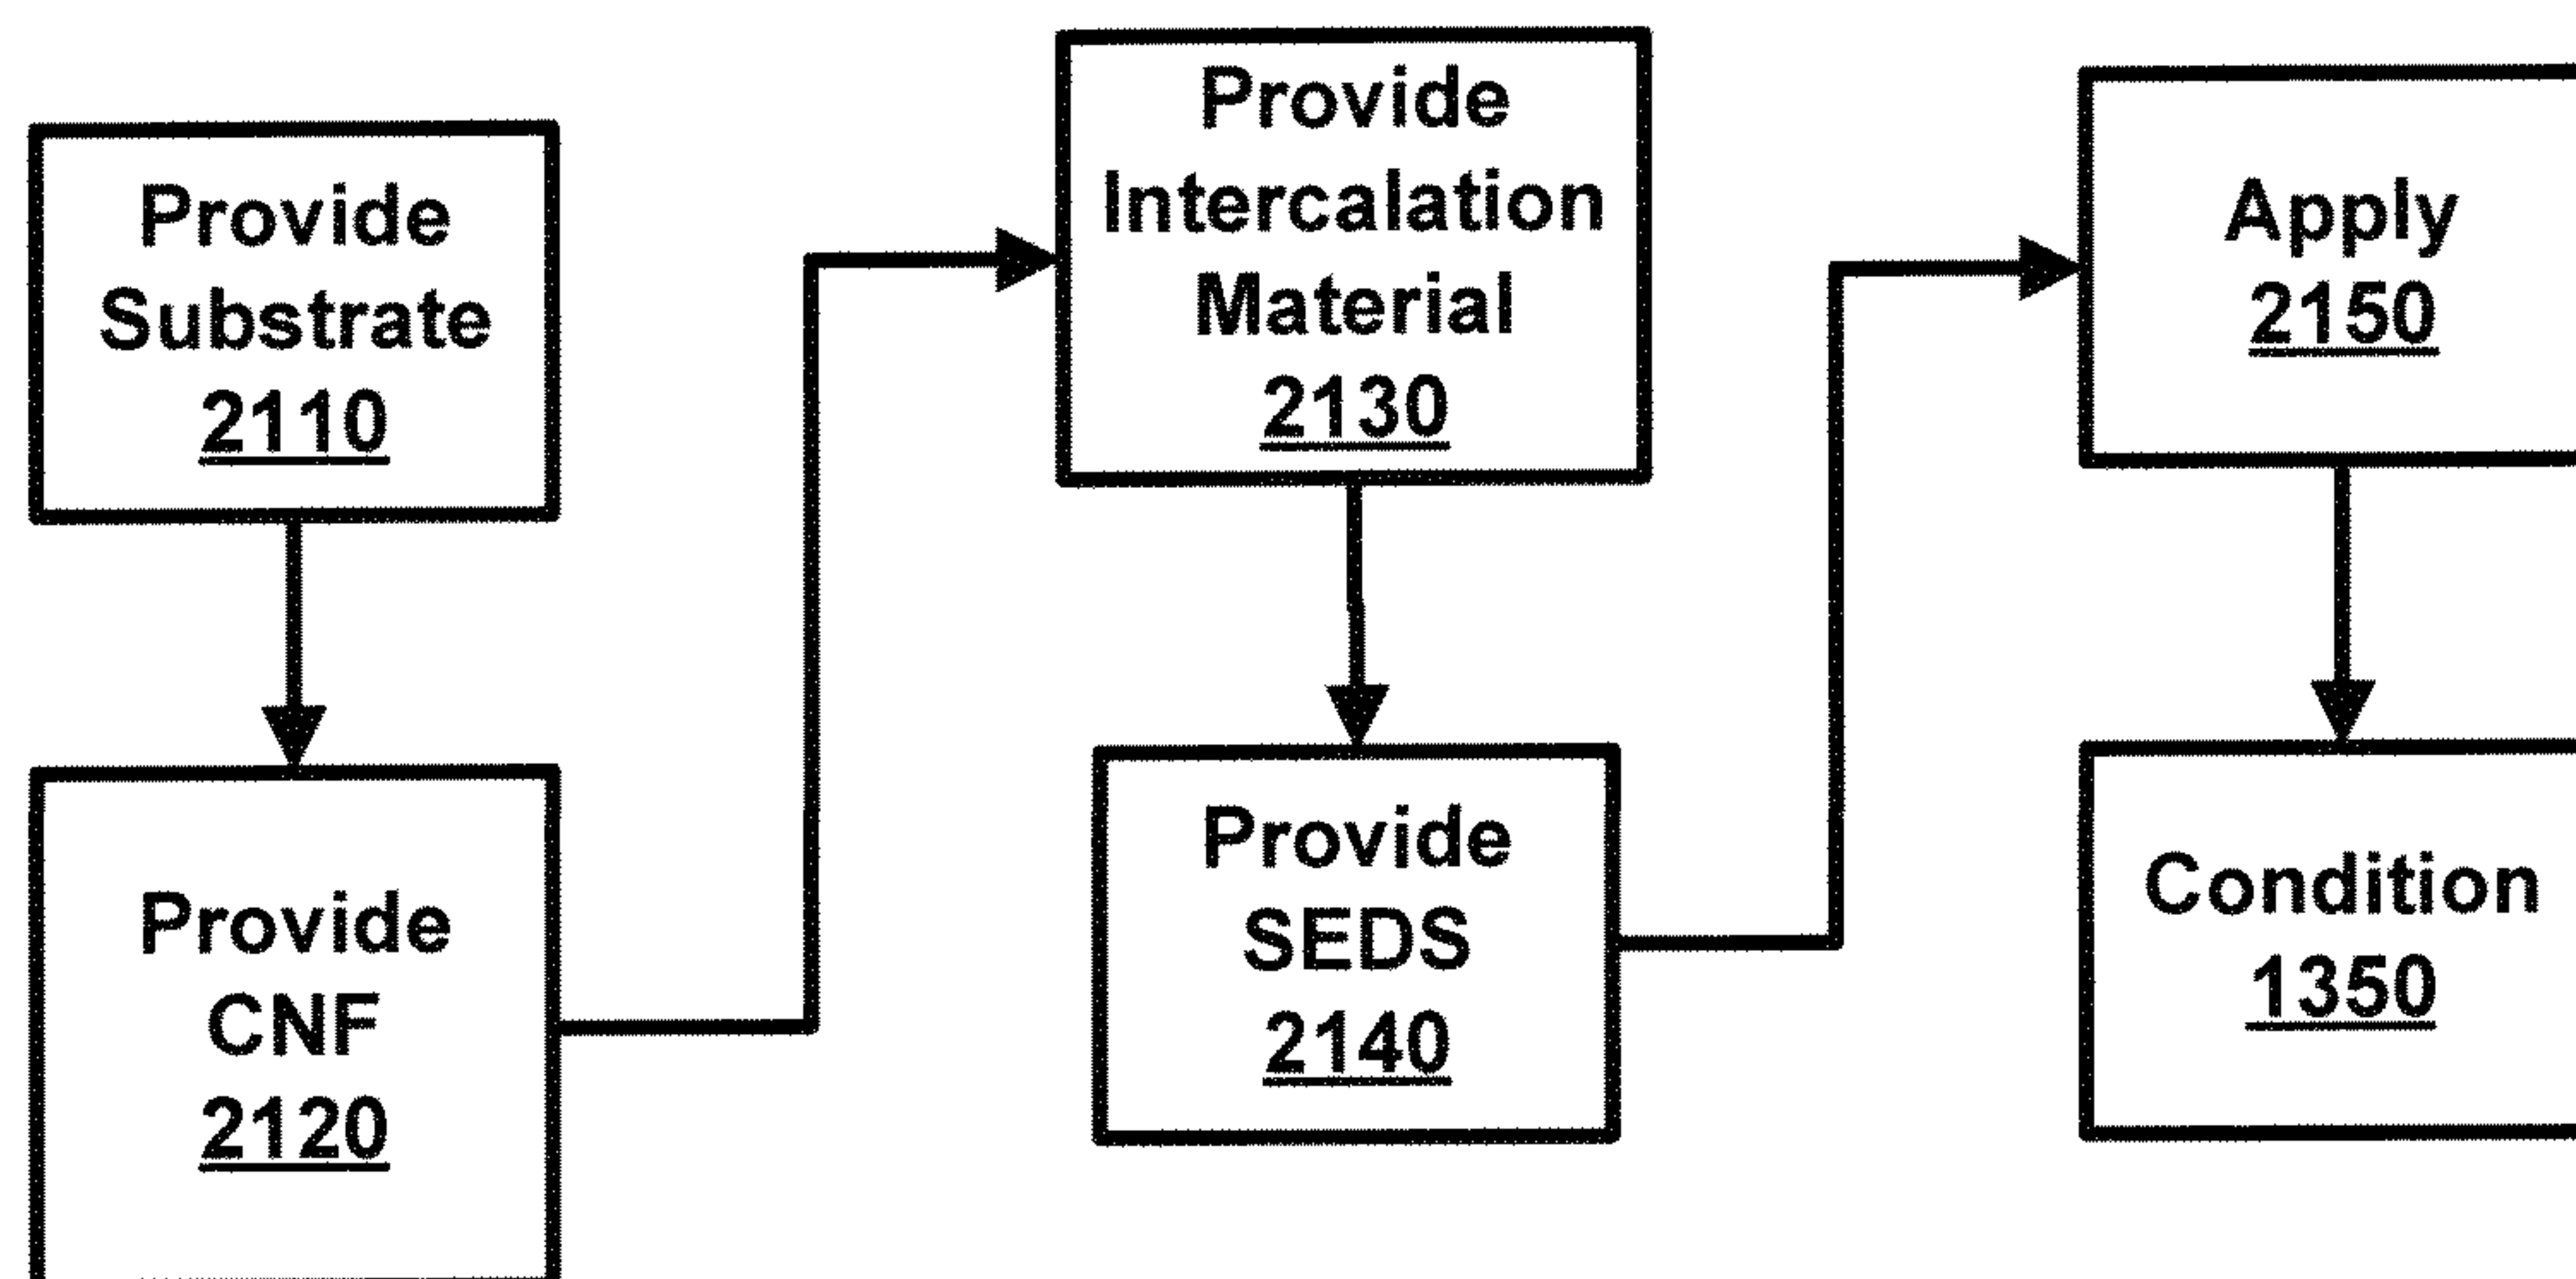 Provide
Substrate
2110
Provide
CNF
2120
Provide
Intercalation
Material
2130
Provide
SEDS
2140
Apply
2150
Condition
1350